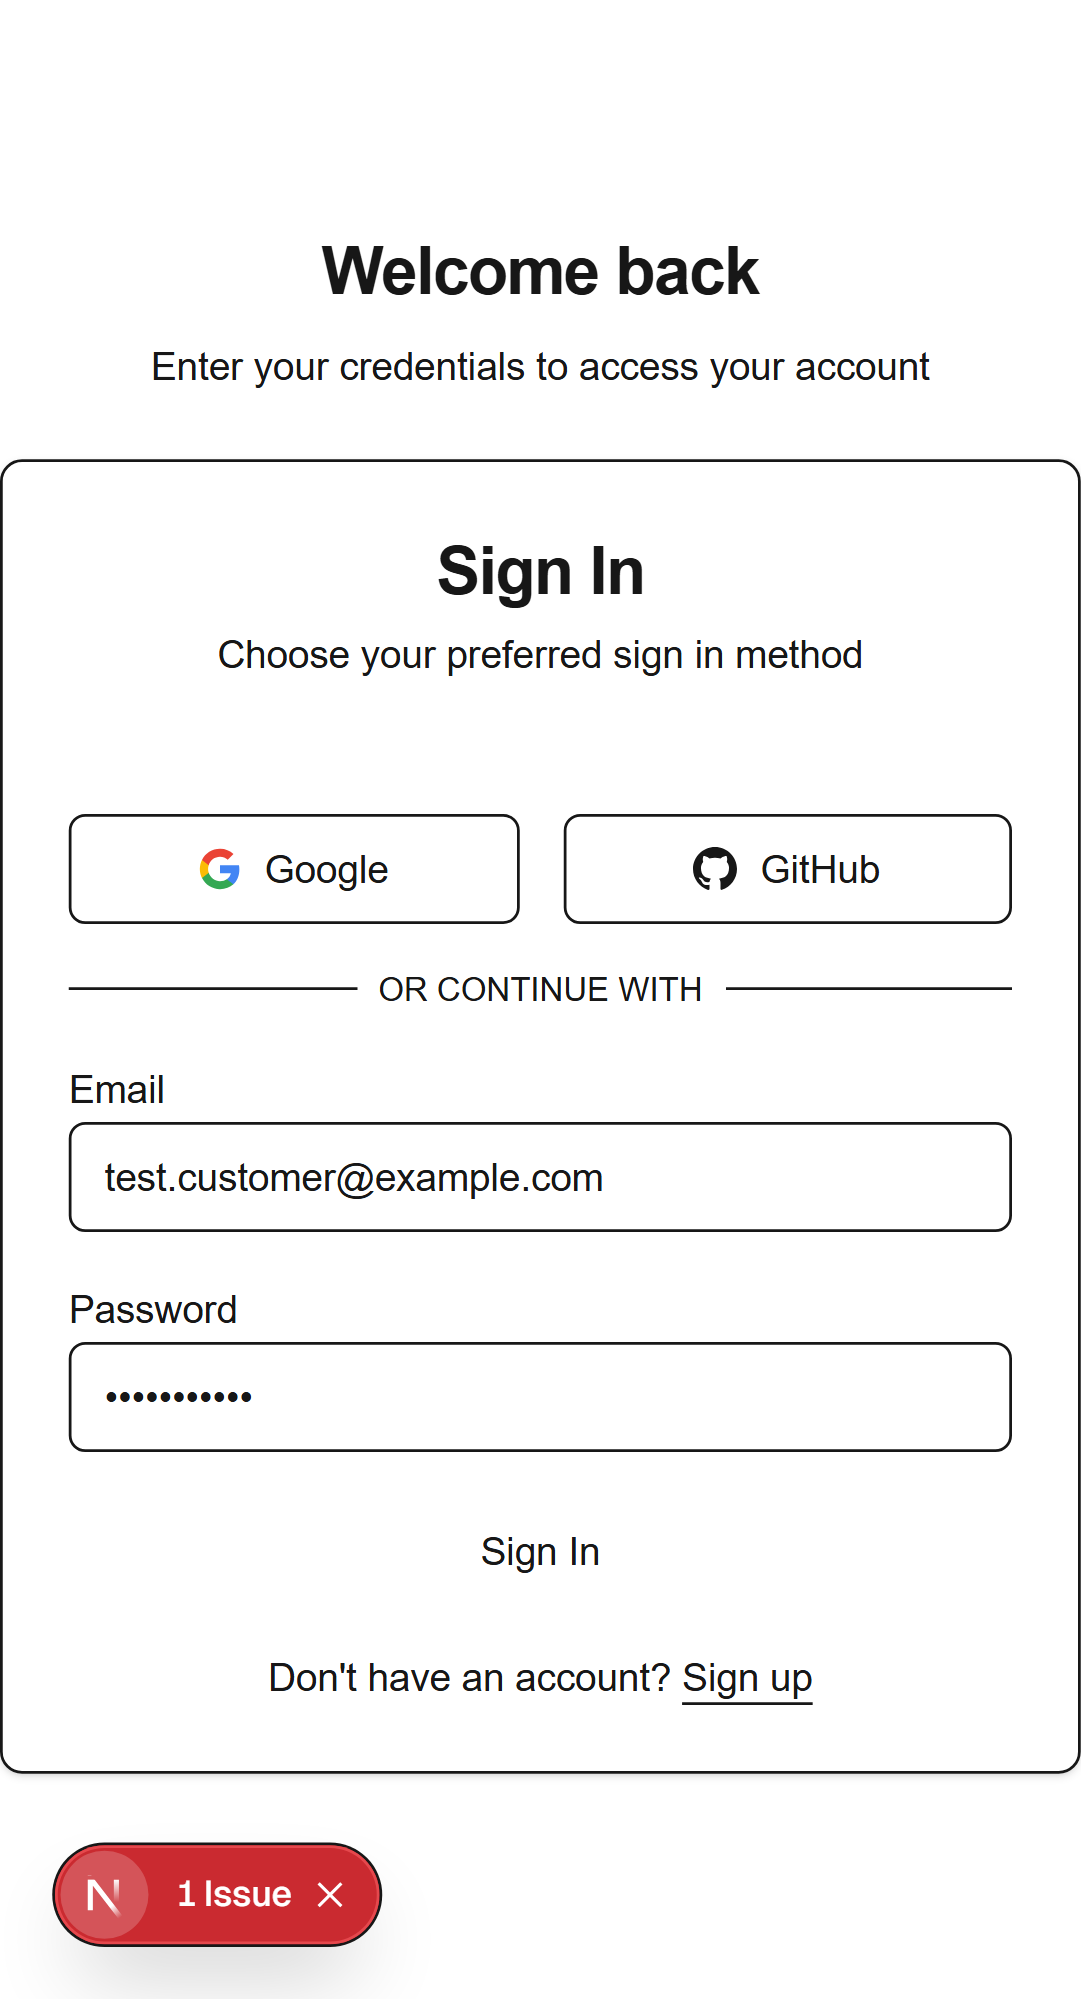 Welcome back
Enter your credentials to access your account
Sign In
Choose your preferred sign in method
Google
GitHub
OR CONTINUE WITH
Email
test.customer@example.com
Password
•••••••••••
Sign In
Don't have an account? Sign up
N 1 Issue